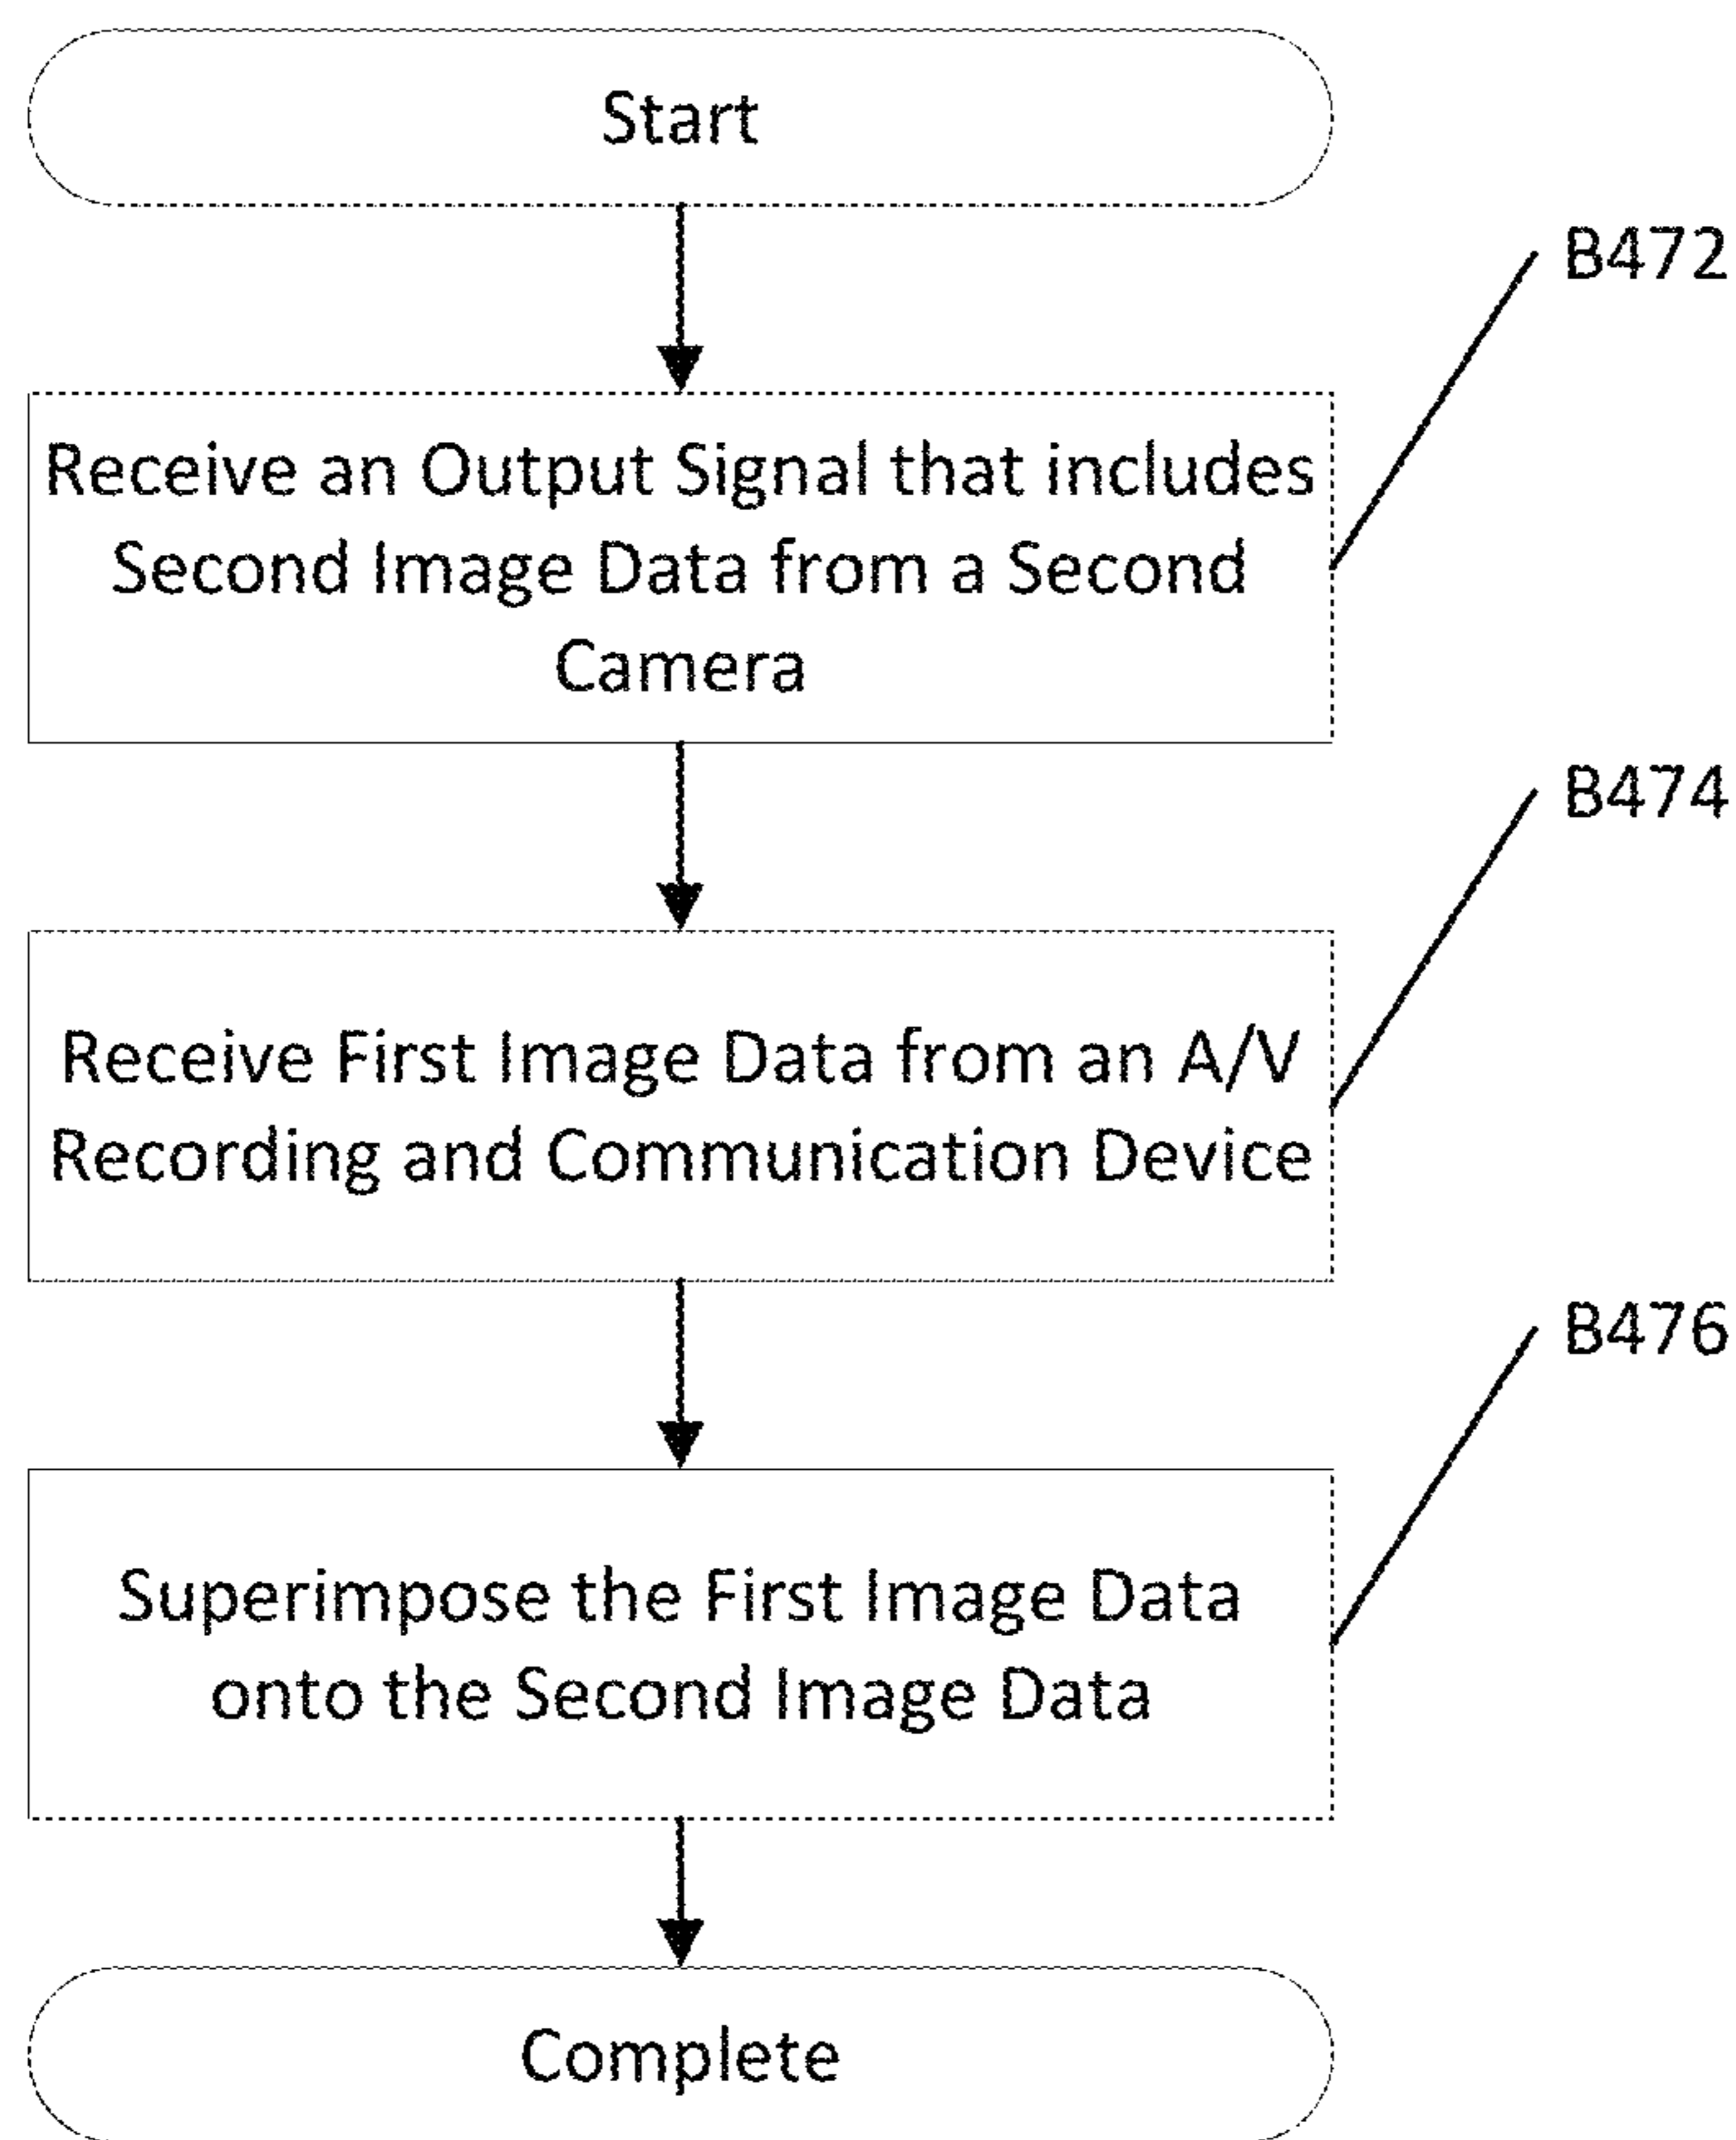 Start
B472
Receive an Output Signal that includes
Second Image Data from a Second
Camera
B474
Receive First Image Data from an A/V
Recording and Communication Device
B476
Superimpose the First Image Data
onto the Second Image Data
Complete